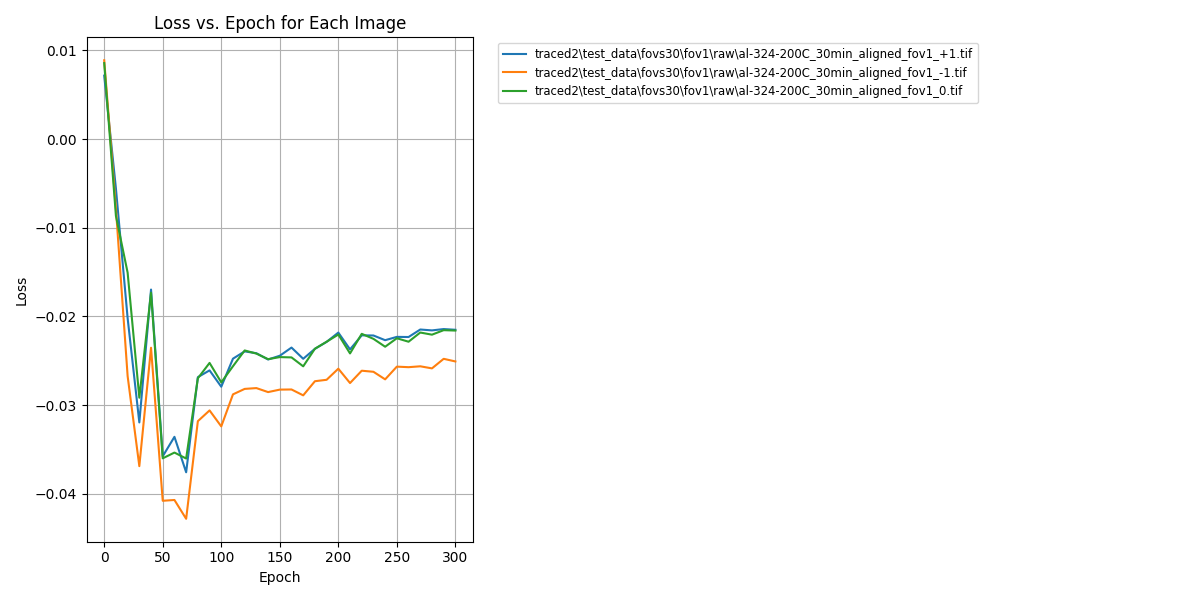 Loss vs. Epoch for Each Image
0.01
0.00
−0.01
−0.02
−0.03
−0.04
Loss
0 50 100 150 200 250 300
Epoch
traced2\test_data\fovs30\fov1\raw\al-324-200C_30min_aligned_fov1_+1.tif
traced2\test_data\fovs30\fov1\raw\al-324-200C_30min_aligned_fov1_-1.tif
traced2\test_data\fovs30\fov1\raw\al-324-200C_30min_aligned_fov1_0.tif